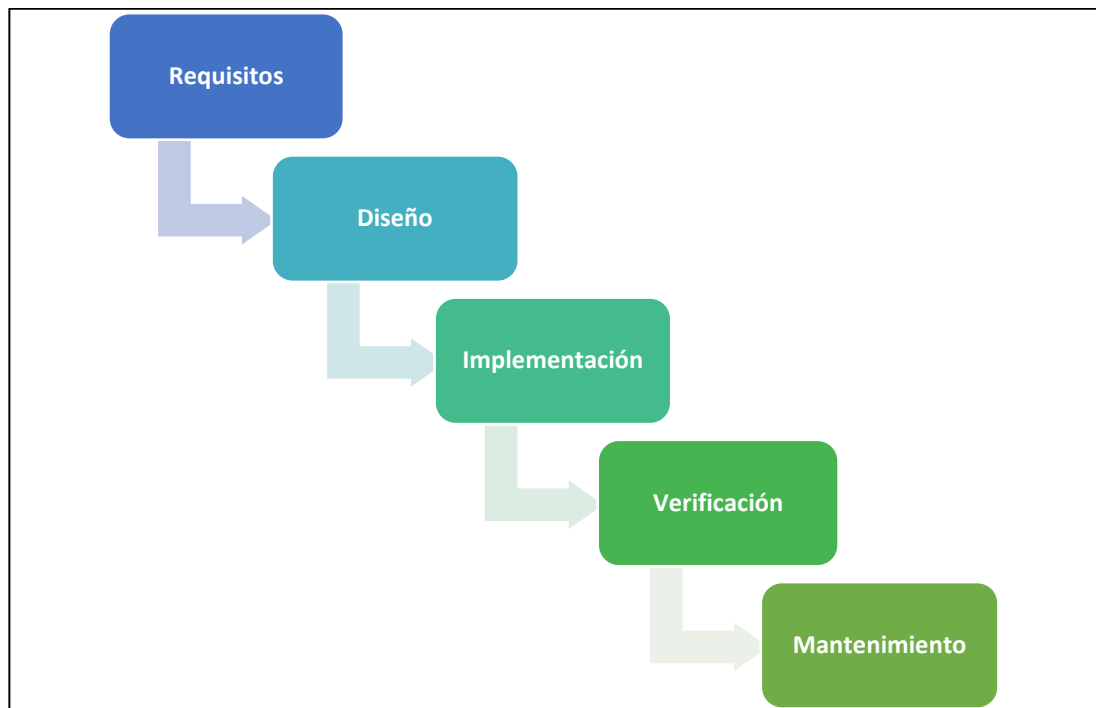 Requisitos
Diseño
Implementación
Verificación
Mantenimiento